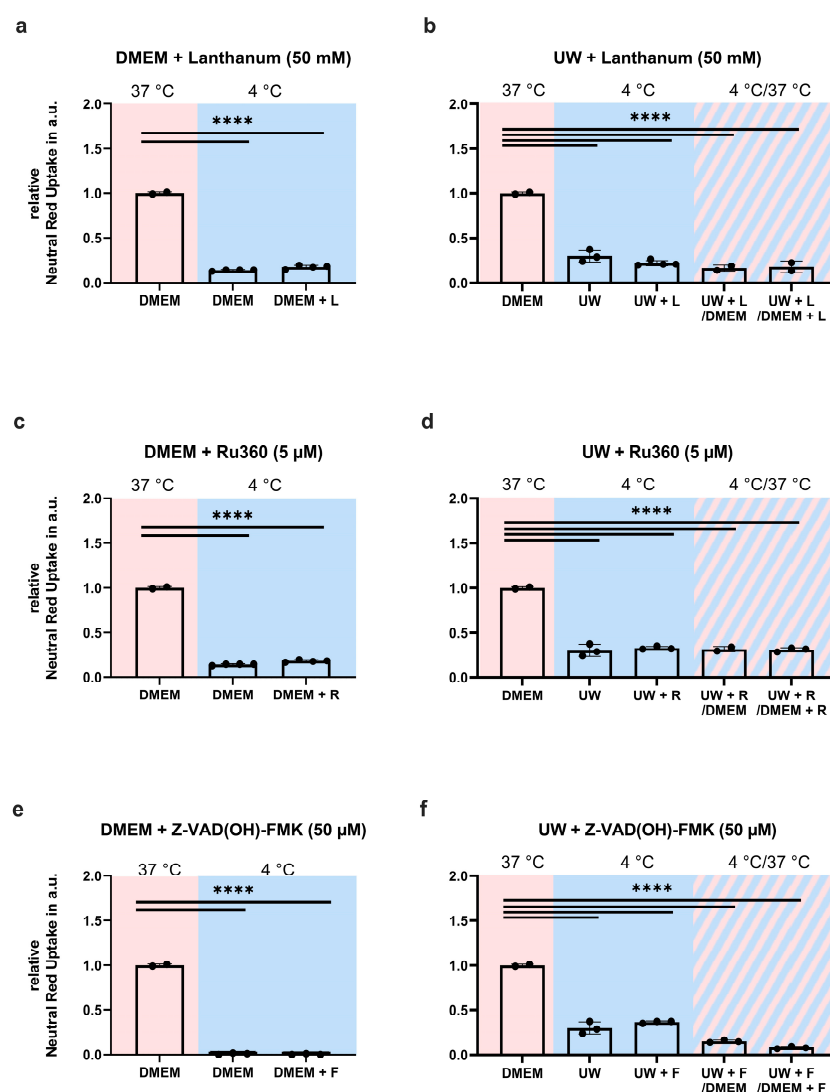 a
DMEM + Lanthanum (50 mM)
37 °C
4 °C
relative
Neutral Red Uptake in a.u.
2.0
1.5
1.0
0.5
0.0
****
DMEM
DMEM
DMEM + L
b
UW + Lanthanum (50 mM)
37 °C
4 °C
4 °C/37 °C
2.0
1.5
1.0
0.5
0.0
****
DMEM
UW
UW + L
UW + L
/DMEM
UW + L
/DMEM + L
c
DMEM + Ru360 (5 µM)
37 °C
4 °C
relative
Neutral Red Uptake in a.u.
2.0
1.5
1.0
0.5
0.0
****
DMEM
DMEM
DMEM + R
d
UW + Ru360 (5 µM)
37 °C
4 °C
4 °C/37 °C
2.0
1.5
1.0
0.5
0.0
****
DMEM
UW
UW + R
UW + R
/DMEM
UW + R
/DMEM + R
e
DMEM + Z-VAD(OH)-FMK (50 µM)
37 °C
4 °C
relative
Neutral Red Uptake in a.u.
2.0
1.5
1.0
0.5
0.0
****
DMEM
DMEM
DMEM + F
f
UW + Z-VAD(OH)-FMK (50 µM)
37 °C
4 °C
4 °C/37 °C
2.0
1.5
1.0
0.5
0.0
****
DMEM
UW
UW + F
UW + F
/DMEM
UW + F
/DMEM + F